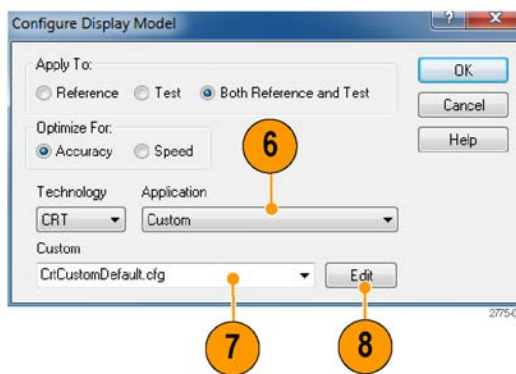 Configure Display Model
?
X
Apply To:
Reference
Test
Both Reference and Test
OK
Cancel
Help
Optimize For:
Accuracy
Speed
6
Technology
Application
CRT
Custom
Custom
CrtCustomDefault.cfg
Edit
7
8